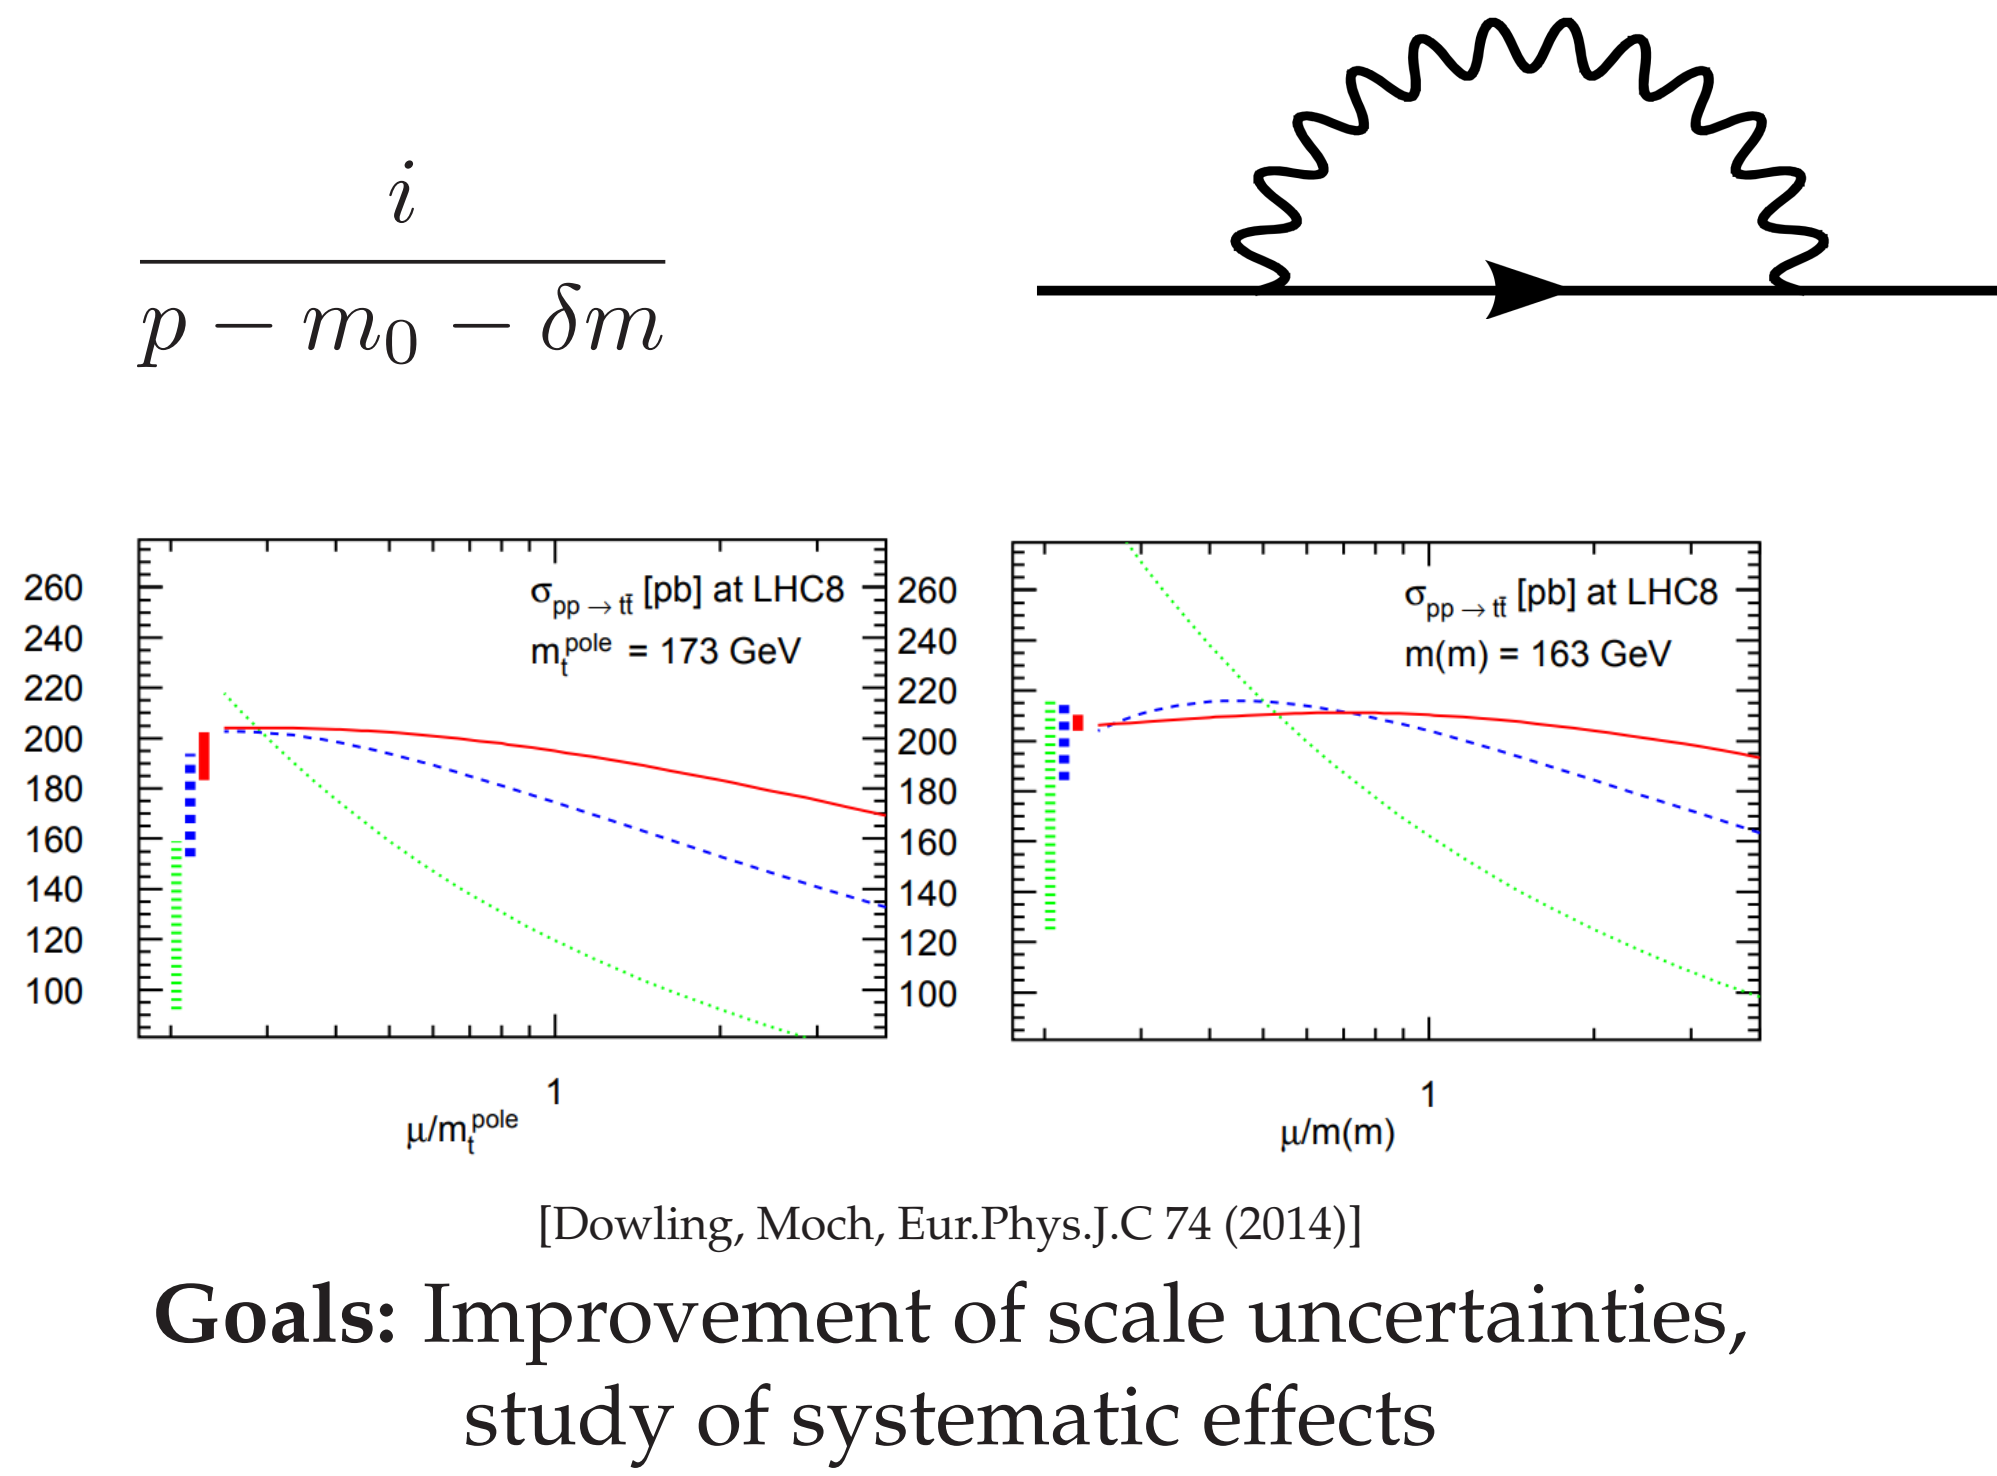 i
p − m₀ − δm
260
240
220
200
180
160
140
120
100
σ pp → tt̄ [pb] at LHC8
m_t^pole = 173 GeV
1
μ/m_t^pole
260
240
220
200
180
160
140
120
100
σ pp → tt̄ [pb] at LHC8
m(m) = 163 GeV
1
μ/m(m)
[Dowling, Moch, Eur.Phys.J.C 74 (2014)]
Goals: Improvement of scale uncertainties,
study of systematic effects